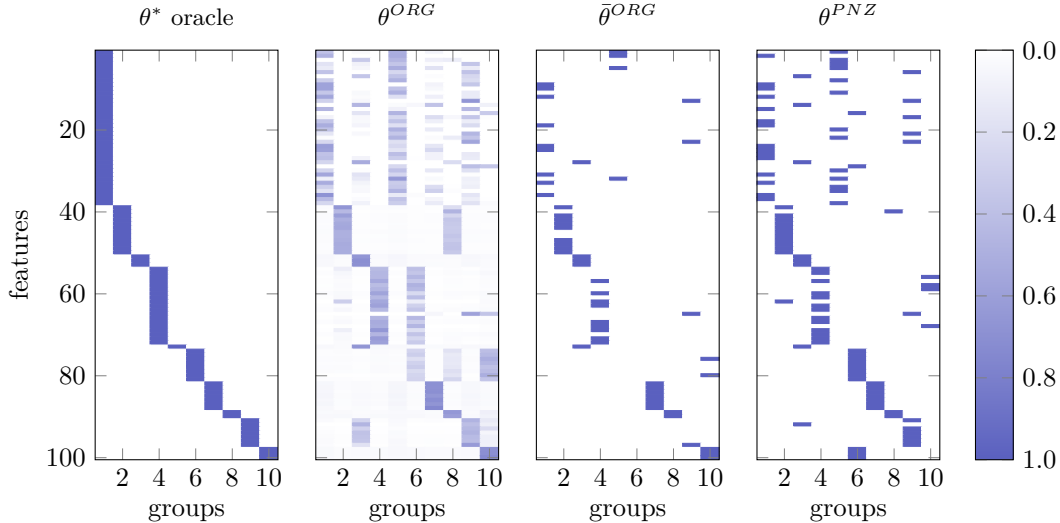 θ* oracle
θ^{ORG}
θ̄^{ORG}
θ^{PNZ}
features
20
40
60
80
100
2 4 6 8 10
2 4 6 8 10
2 4 6 8 10
2 4 6 8 10
groups
groups
groups
groups
0.0
0.2
0.4
0.6
0.8
1.0